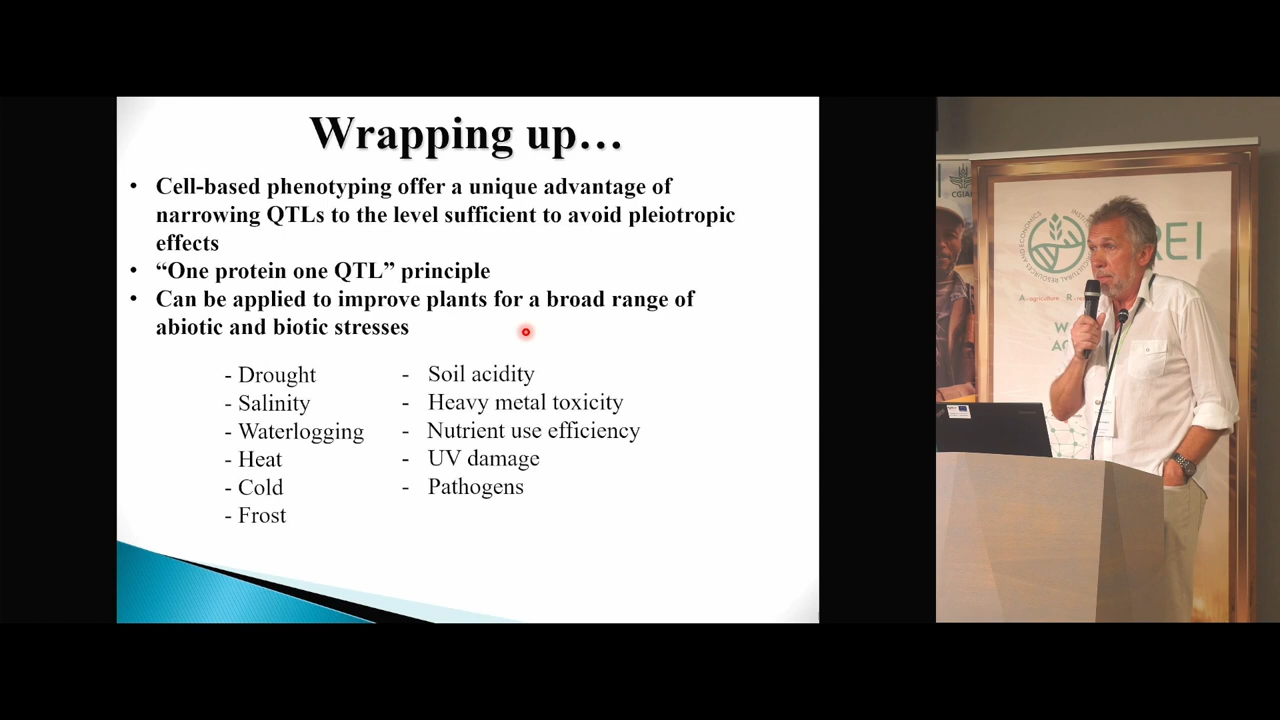 Wrapping up...
• Cell-based phenotyping offer a unique advantage of
narrowing QTLs to the level sufficient to avoid pleiotropic
effects
• “One protein one QTL” principle
• Can be applied to improve plants for a broad range of
abiotic and biotic stresses
- Drought
- Salinity
- Waterlogging
- Heat
- Cold
- Frost
- Soil acidity
- Heavy metal toxicity
- Nutrient use efficiency
- UV damage
- Pathogens
CGIA
REI